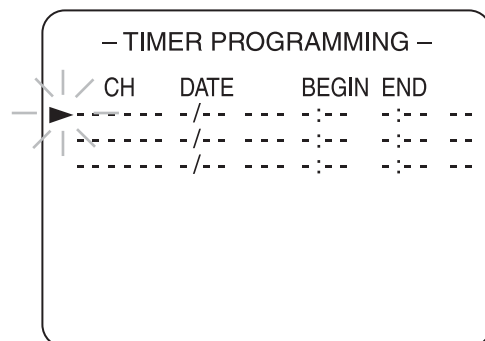 – TIMER PROGRAMMING –
CH DATE BEGIN END
►- - - - - - -/- - - - - -:- - -:- - - -
- - - - - - -/- - - - - -:- - -:- - - -
- - - - - - -/- - - - - -:- - -:- - - -